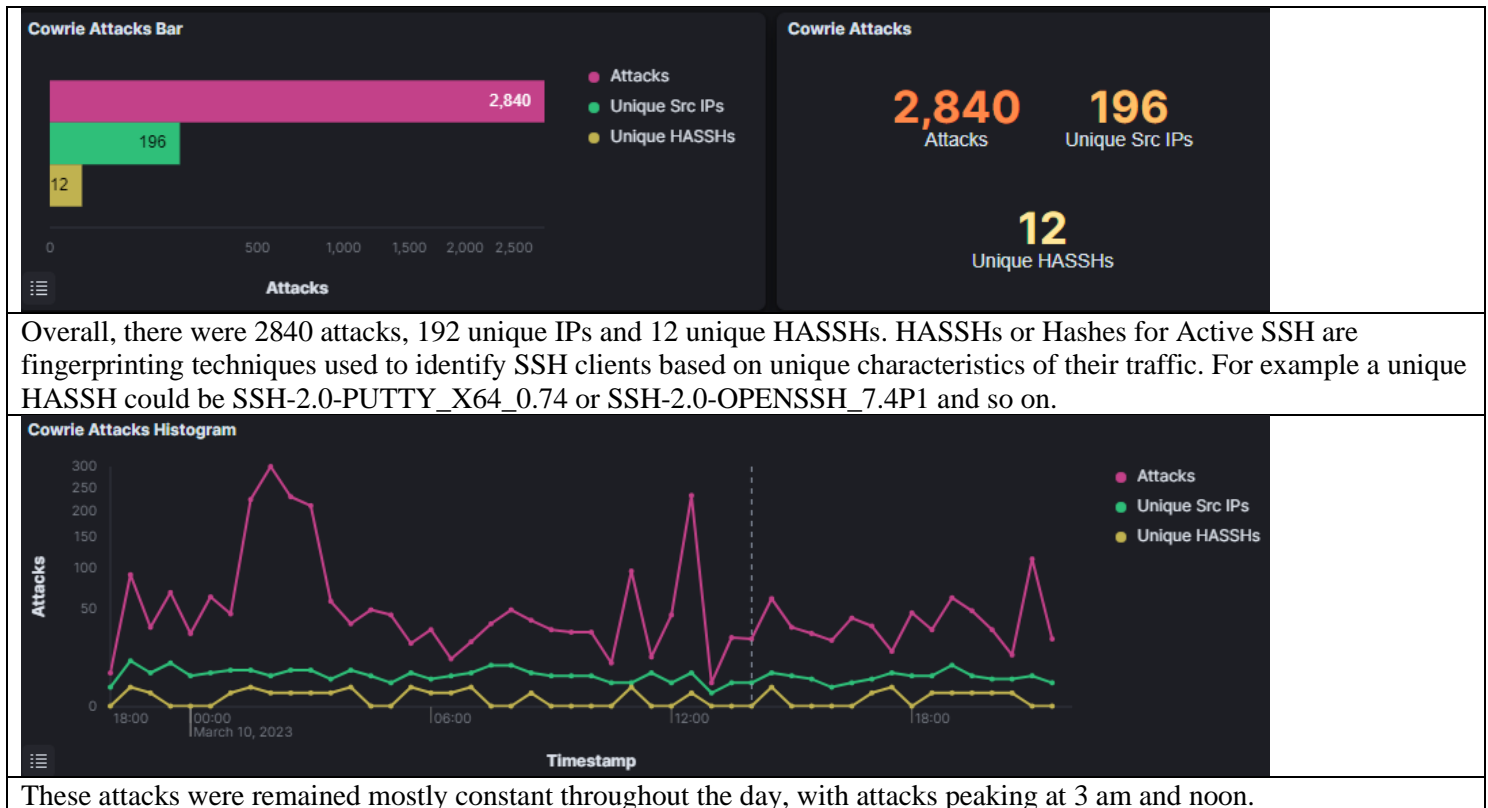 Cowrie Attacks Bar
2,840
196
12
0 500 1,000 1,500 2,000 2,500
Attacks
Attacks
Unique Src IPs
Unique HASSHs
Cowrie Attacks
2,840 196
Attacks Unique Src IPs
12
Unique HASSHs
Overall, there were 2840 attacks, 192 unique IPs and 12 unique HASSHs. HASSHs or Hashes for Active SSH are
fingerprinting techniques used to identify SSH clients based on unique characteristics of their traffic. For example a unique
HASSH could be SSH-2.0-PUTTY_X64_0.74 or SSH-2.0-OPENSSH_7.4P1 and so on.
Cowrie Attacks Histogram
Attacks
300
250
200
150
100
50
0
18:00 00:00 06:00 12:00 18:00
March 10, 2023
Timestamp
Attacks
Unique Src IPs
Unique HASSHs
These attacks were remained mostly constant throughout the day, with attacks peaking at 3 am and noon.